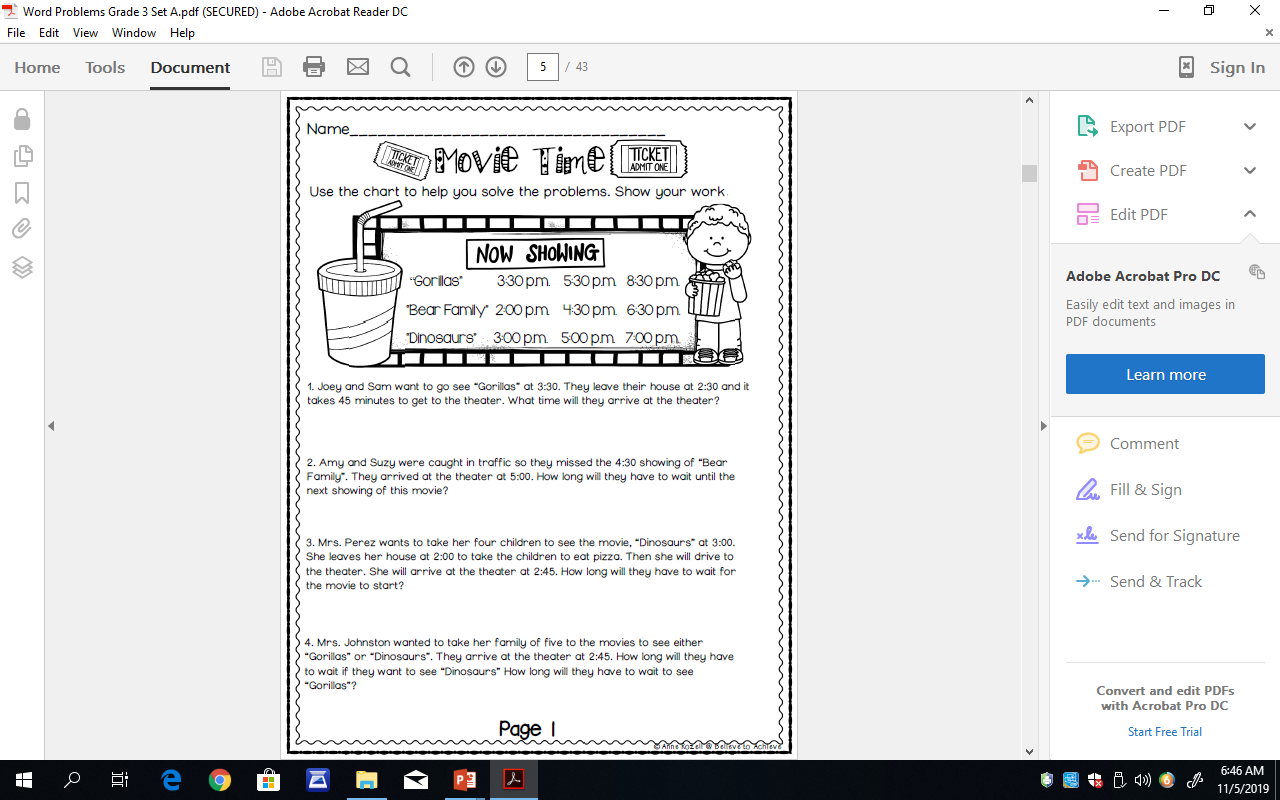 Word Problems Grade 3 Set A.pdf (SECURED) - Adobe Acrobat Reader DC
File Edit View Window Help
Home Tools Document 5 / 43 Sign In
Name
TICKET ADMIT ONE Movie Time TICKET ADMIT ONE
Use the chart to help you solve the problems. Show your work.
NOW SHOWING
"Gorillas" 3:30 p.m. 5:30 p.m. 8:30 p.m.
"Bear Family" 2:00 p.m. 4:30 p.m. 6:30 p.m.
"Dinosaurs" 3:00 p.m. 5:00 p.m. 7:00 p.m.
1. Joey and Sam want to go see "Gorillas" at 3:30. They leave their house at 2:30 and it
takes 45 minutes to get to the theater. What time will they arrive at the theater?
2. Amy and Suzy were caught in traffic so they missed the 4:30 showing of "Bear
Family". They arrived at the theater at 5:00. How long will they have to wait until the
next showing of this movie?
3. Mrs. Perez wants to take her four children to see the movie, "Dinosaurs" at 3:00.
She leaves her house at 2:00 to take the children to eat pizza. Then she will drive to
the theater. She will arrive at the theater at 2:45. How long will they have to wait for
the movie to start?
4. Mrs. Johnston wanted to take her family of five to the movies to see either
"Gorillas" or "Dinosaurs". They arrive at the theater at 2:45. How long will they have
to wait if they want to see "Dinosaurs" How long will they have to wait to see
"Gorillas"?
Page 1
© Anne Rozell @ Believe to Achieve
Export PDF
Create PDF
Edit PDF
Adobe Acrobat Pro DC
Easily edit text and images in
PDF documents
Learn more
Comment
Fill & Sign
Send for Signature
Send & Track
Convert and edit PDFs
with Acrobat Pro DC
Start Free Trial
6:46 AM
11/5/2019